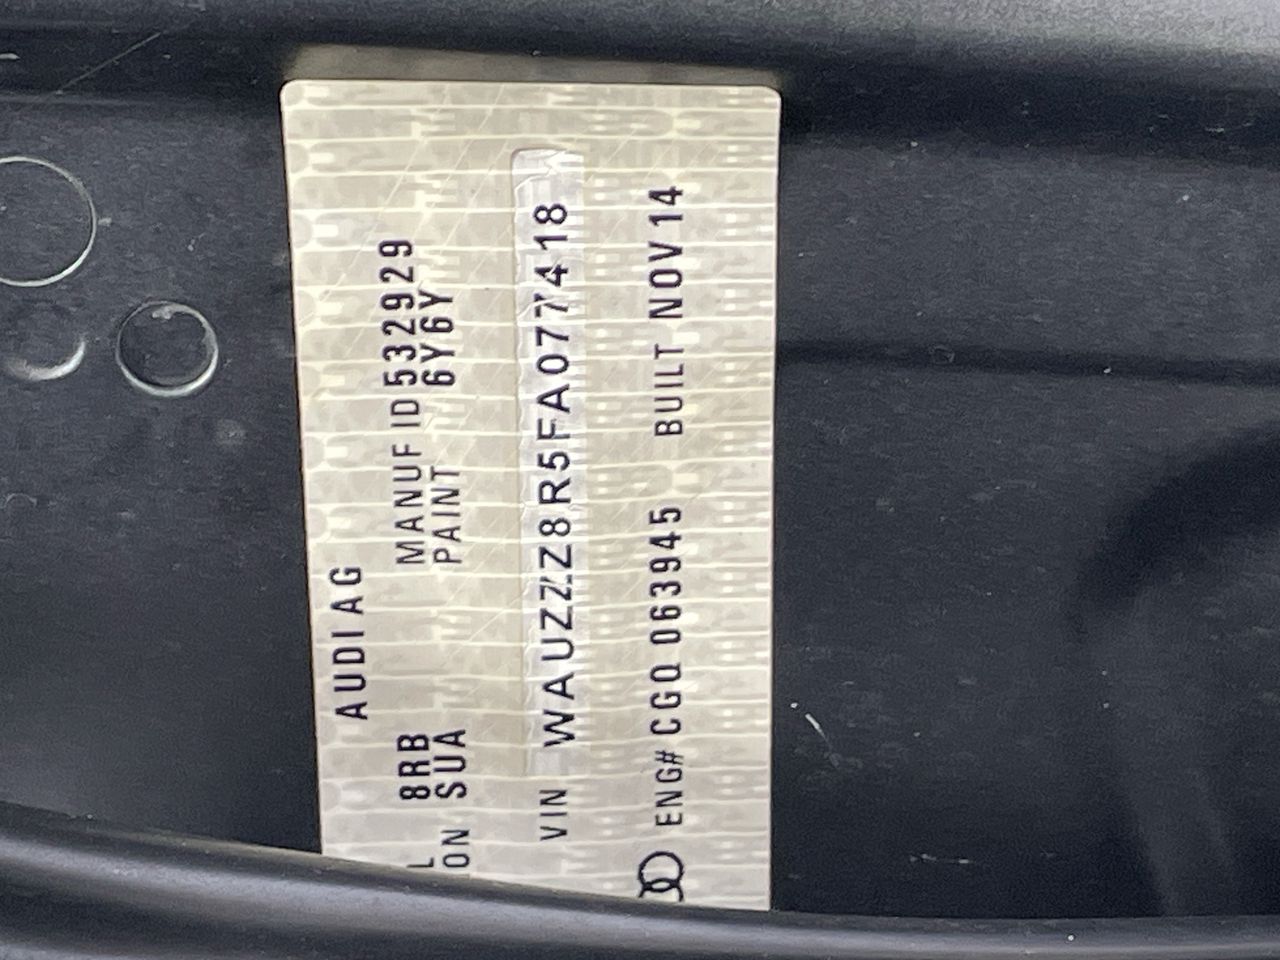 AUDI AG
L 8RB MANUF ID 532929
ON SUA PAINT 6Y6Y
VIN WAUZZZ8R5FA077418
ENG# CGQ 063945 BUILT NOV 14